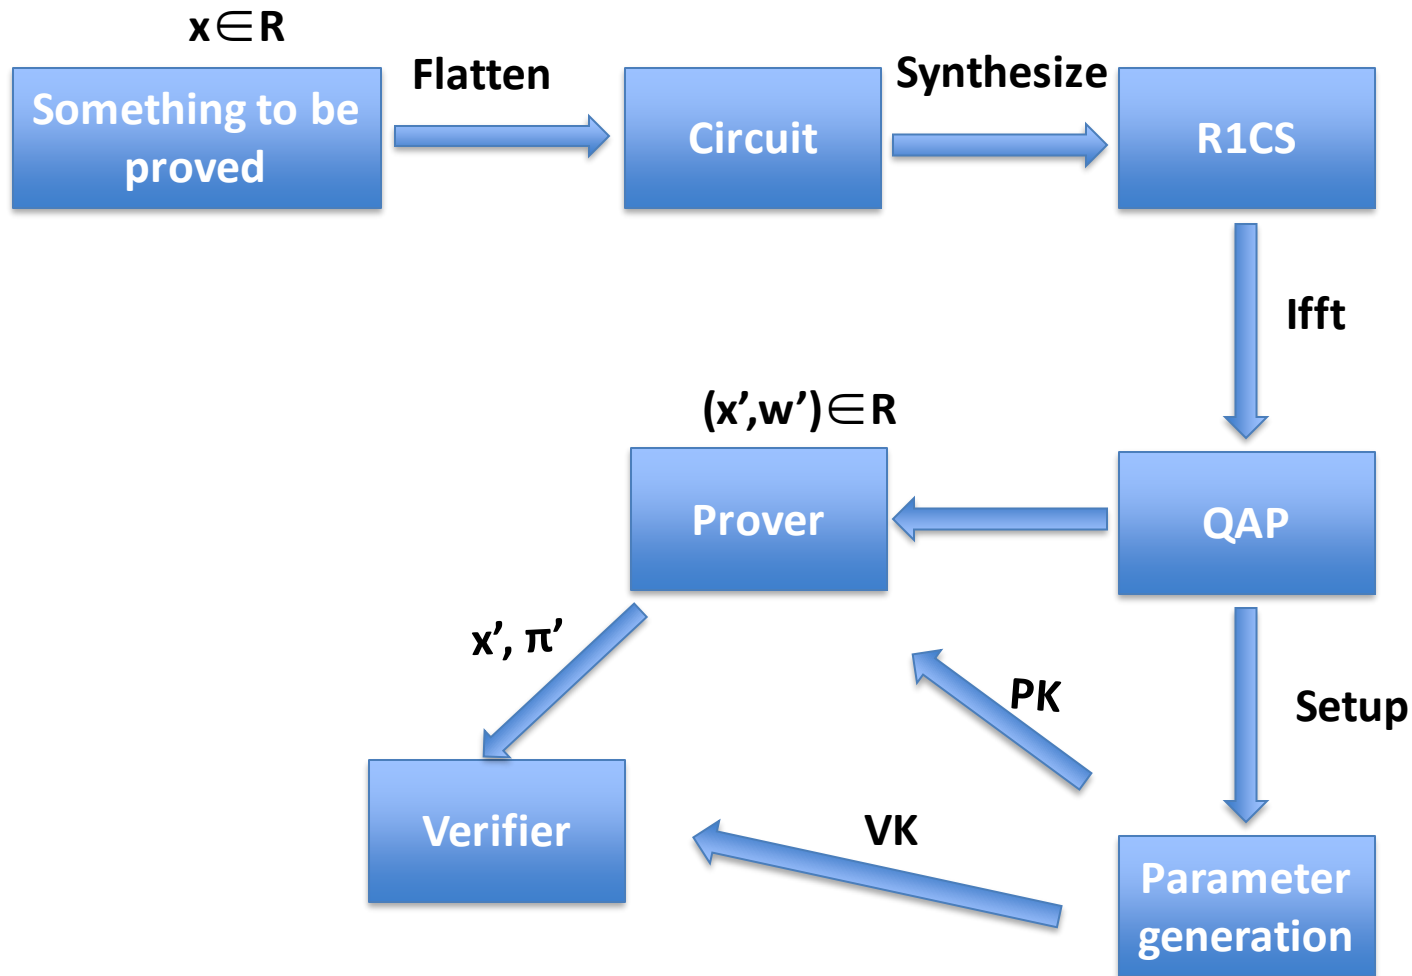 x∈R
Flatten
Synthesize
Something to be
proved
Circuit
R1CS
Ifft
(x’,w’)∈R
Prover
QAP
x’, π’
PK
Setup
VK
Verifier
Parameter
generation